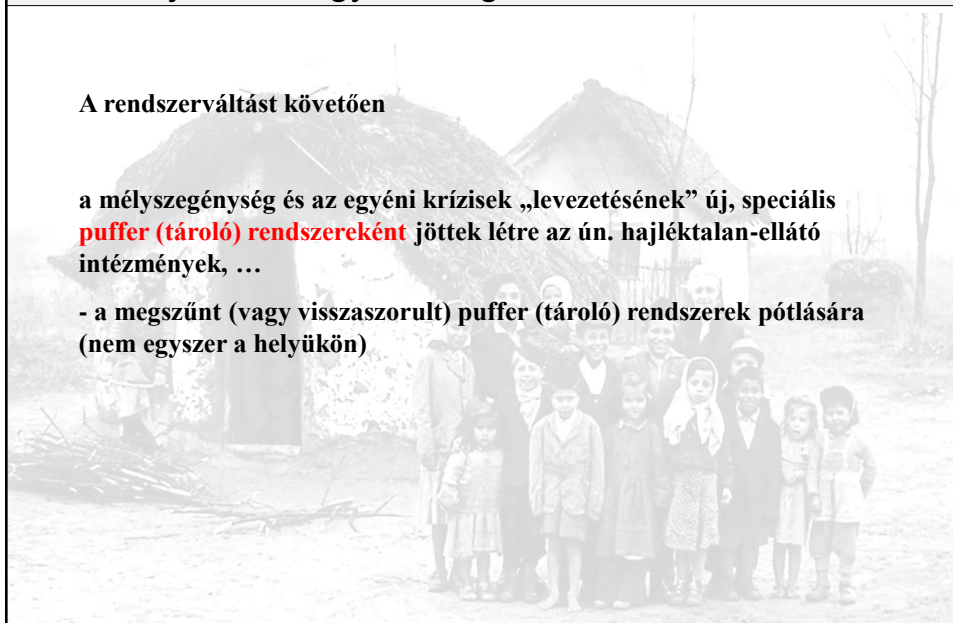 A rendszerváltást követően
a mélyszegénység és az egyéni krízisek „levezetésének” új, speciális
puffer (tároló) rendszereként jöttek létre az ún. hajléktalan-ellátó
intézmények, …
- a megszűnt (vagy visszaszorult) puffer (tároló) rendszerek pótlására
(nem egyszer a helyükön)